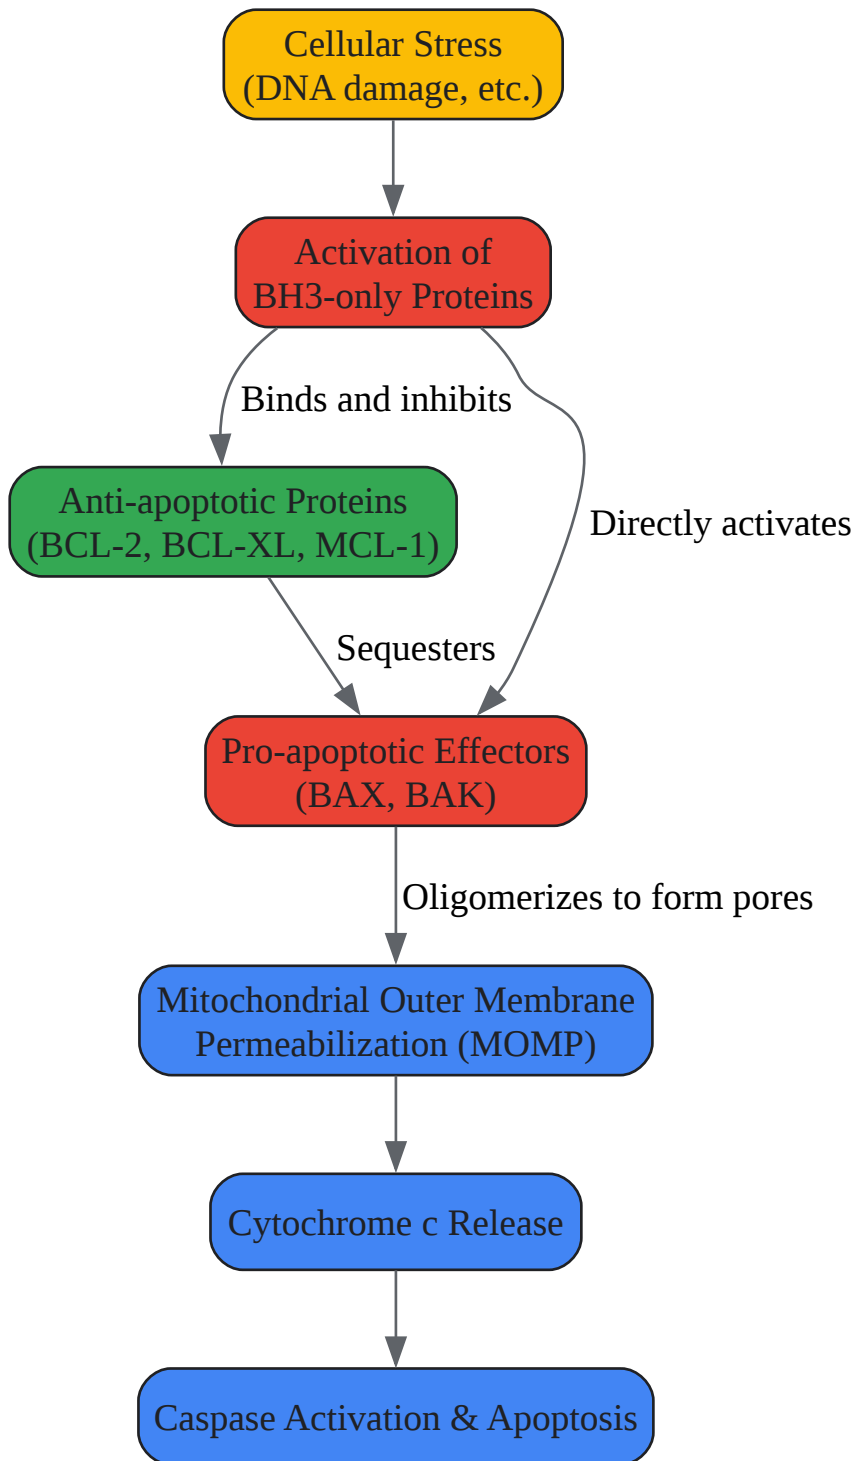 Cellular Stress
(DNA damage, etc.)
Activation of
BH3-only Proteins
Binds and inhibits
Anti-apoptotic Proteins
(BCL-2, BCL-XL, MCL-1)
Directly activates
Sequesters
Pro-apoptotic Effectors
(BAX, BAK)
Oligomerizes to form pores
Mitochondrial Outer Membrane
Permeabilization (MOMP)
Cytochrome c Release
Caspase Activation & Apoptosis